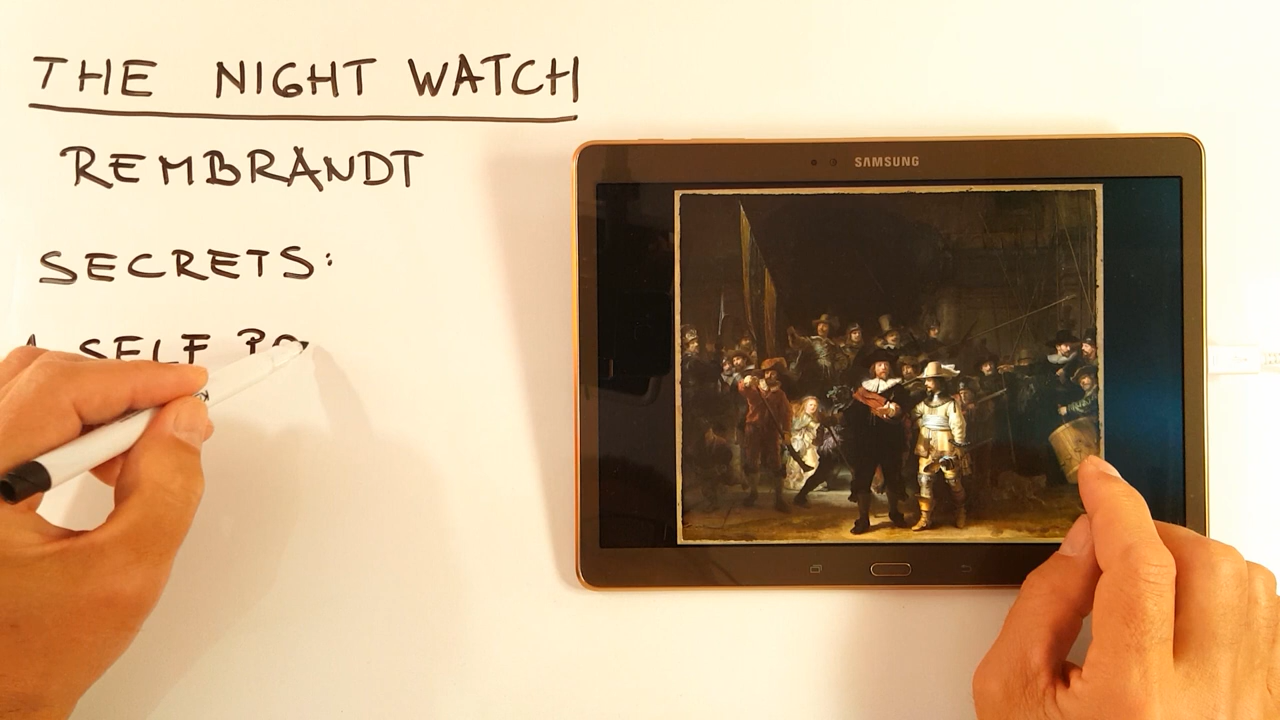 THE NIGHT WATCH
REMBRANDT
SECRETS:
SELF
SAMSUNG